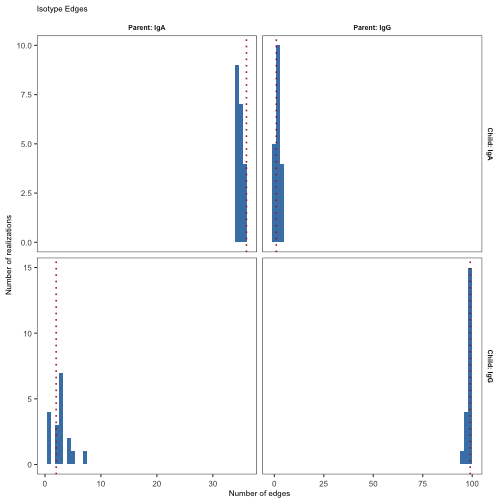 Isotype Edges
Parent: IgA
Parent: IgG
10.0
7.5
5.0
2.5
0.0
Child: IgA
Number of realizations
15
10
5
0
Child: IgG
0
10
20
30
0
25
50
75
100
Number of edges